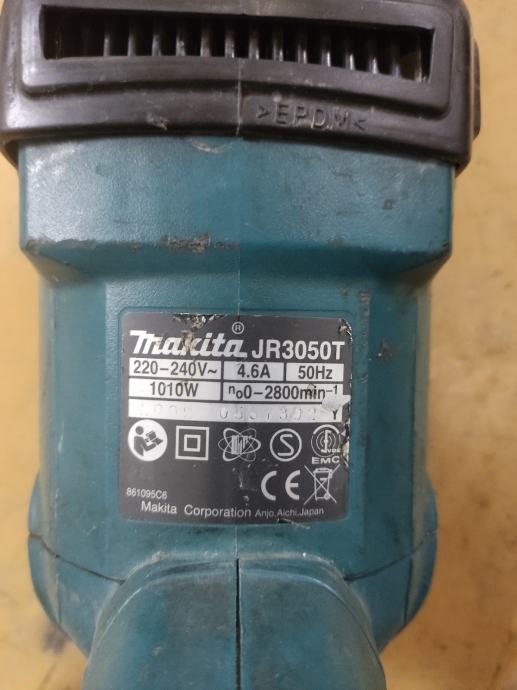 >EPDM<
Makita® JR3050T
220-240V~ 4.6A 50Hz
1010W n₀0-2800min⁻¹
Y
S VDE
EMC
CE
861095C6
Makita Corporation Anjo, Aichi, Japan